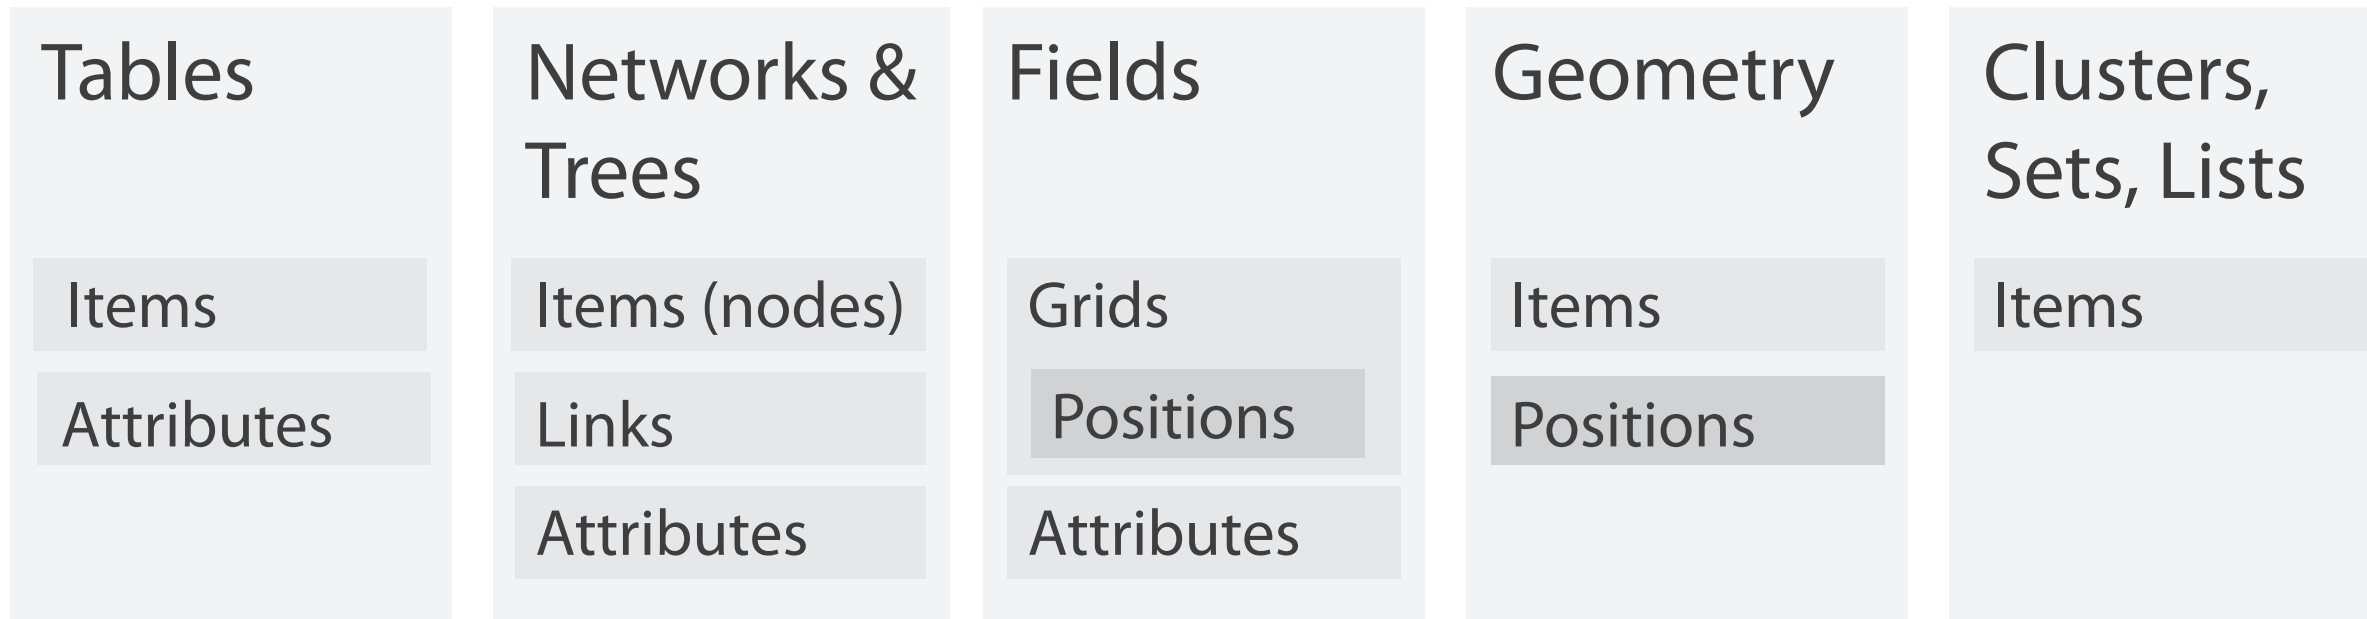 Tables
Items
Attributes
Networks &
Trees
Items (nodes)
Links
Attributes
Fields
Grids
Positions
Attributes
Geometry
Items
Positions
Clusters,
Sets, Lists
Items